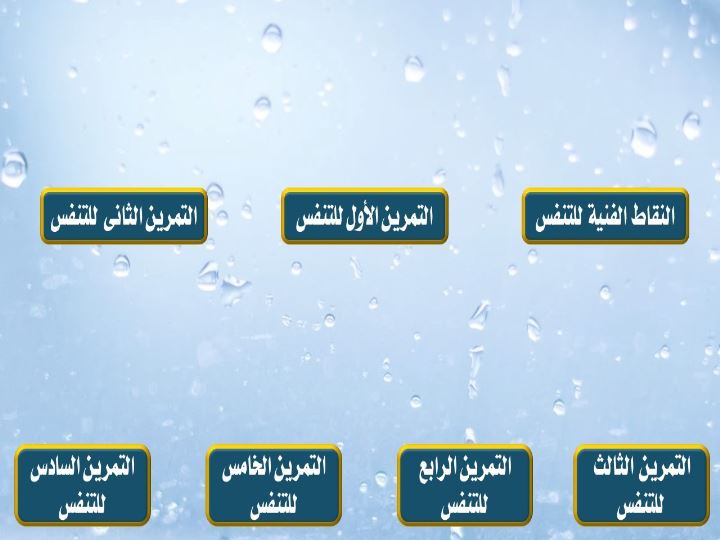 النقاط الفنية للتنفس
التمرين الأول للتنفس
التمرين الثانى للتنفس
التمرين الثالث
للتنفس
التمرين الرابع
للتنفس
التمرين الخامس
للتنفس
التمرين السادس
للتنفس